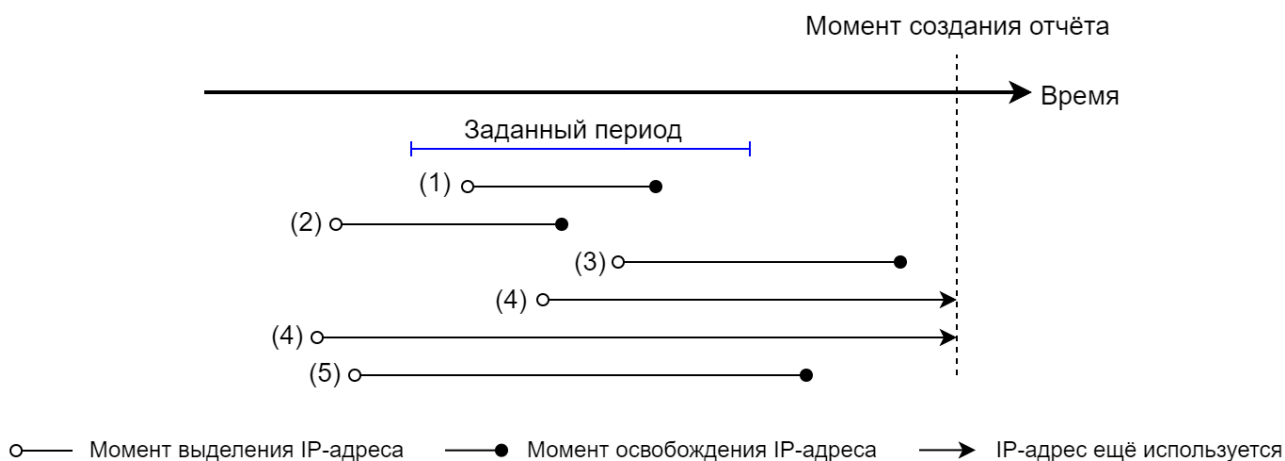 Момент создания отчёта
Время
Заданный период
(1)
(2)
(3)
(4)
(4)
(5)
Момент выделения IP-адреса
Момент освобождения IP-адреса
IP-адрес ещё используется